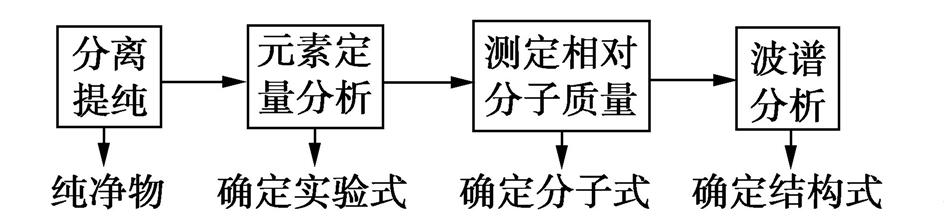 分离
提纯
元素定
量分析
测定相对
分子质量
波谱
分析
纯净物
确定实验式
确定分子式
确定结构式